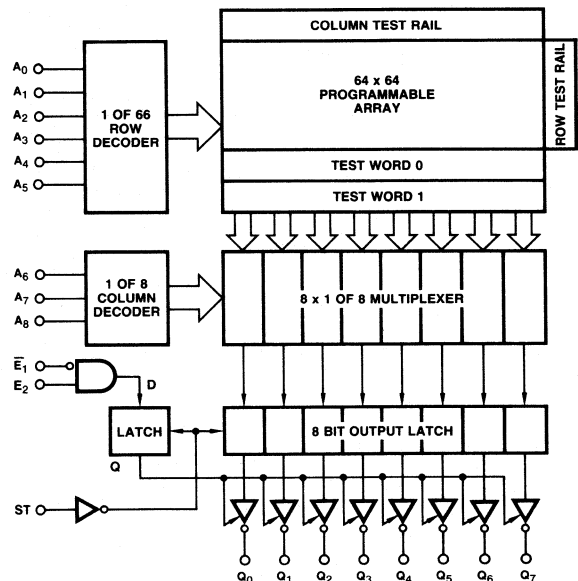 COLUMN TEST RAIL
64 x 64
PROGRAMMABLE
ARRAY
ROW TEST RAIL
TEST WORD 0
TEST WORD 1
A0
A1
A2
A3
A4
A5
1 OF 66
ROW
DECODER
A6
A7
A8
1 OF 8
COLUMN
DECODER
8 x 1 OF 8 MULTIPLEXER
E̅1
E2
D
LATCH
Q
8 BIT OUTPUT LATCH
ST
Q0 Q1 Q2 Q3 Q4 Q5 Q6 Q7